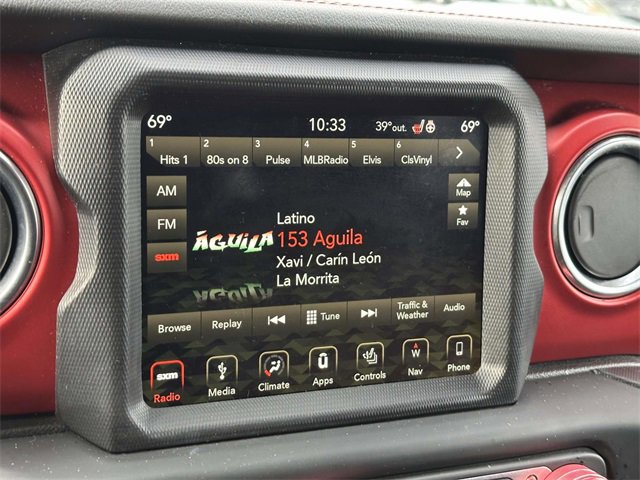 69° 10:33 39°out. 69°
1 Hits 1 2 80s on 8 3 Pulse 4 MLBRadio 5 Elvis 6 ClsVinyl
AM
Map
FM
Fav
sxm
Latino
ÁGUILA 153 Aguila
Xavi / Carín León
La Morrita
Browse Replay Tune Traffic & Weather Audio
sxm
Radio Media Climate Apps Controls Nav Phone
W